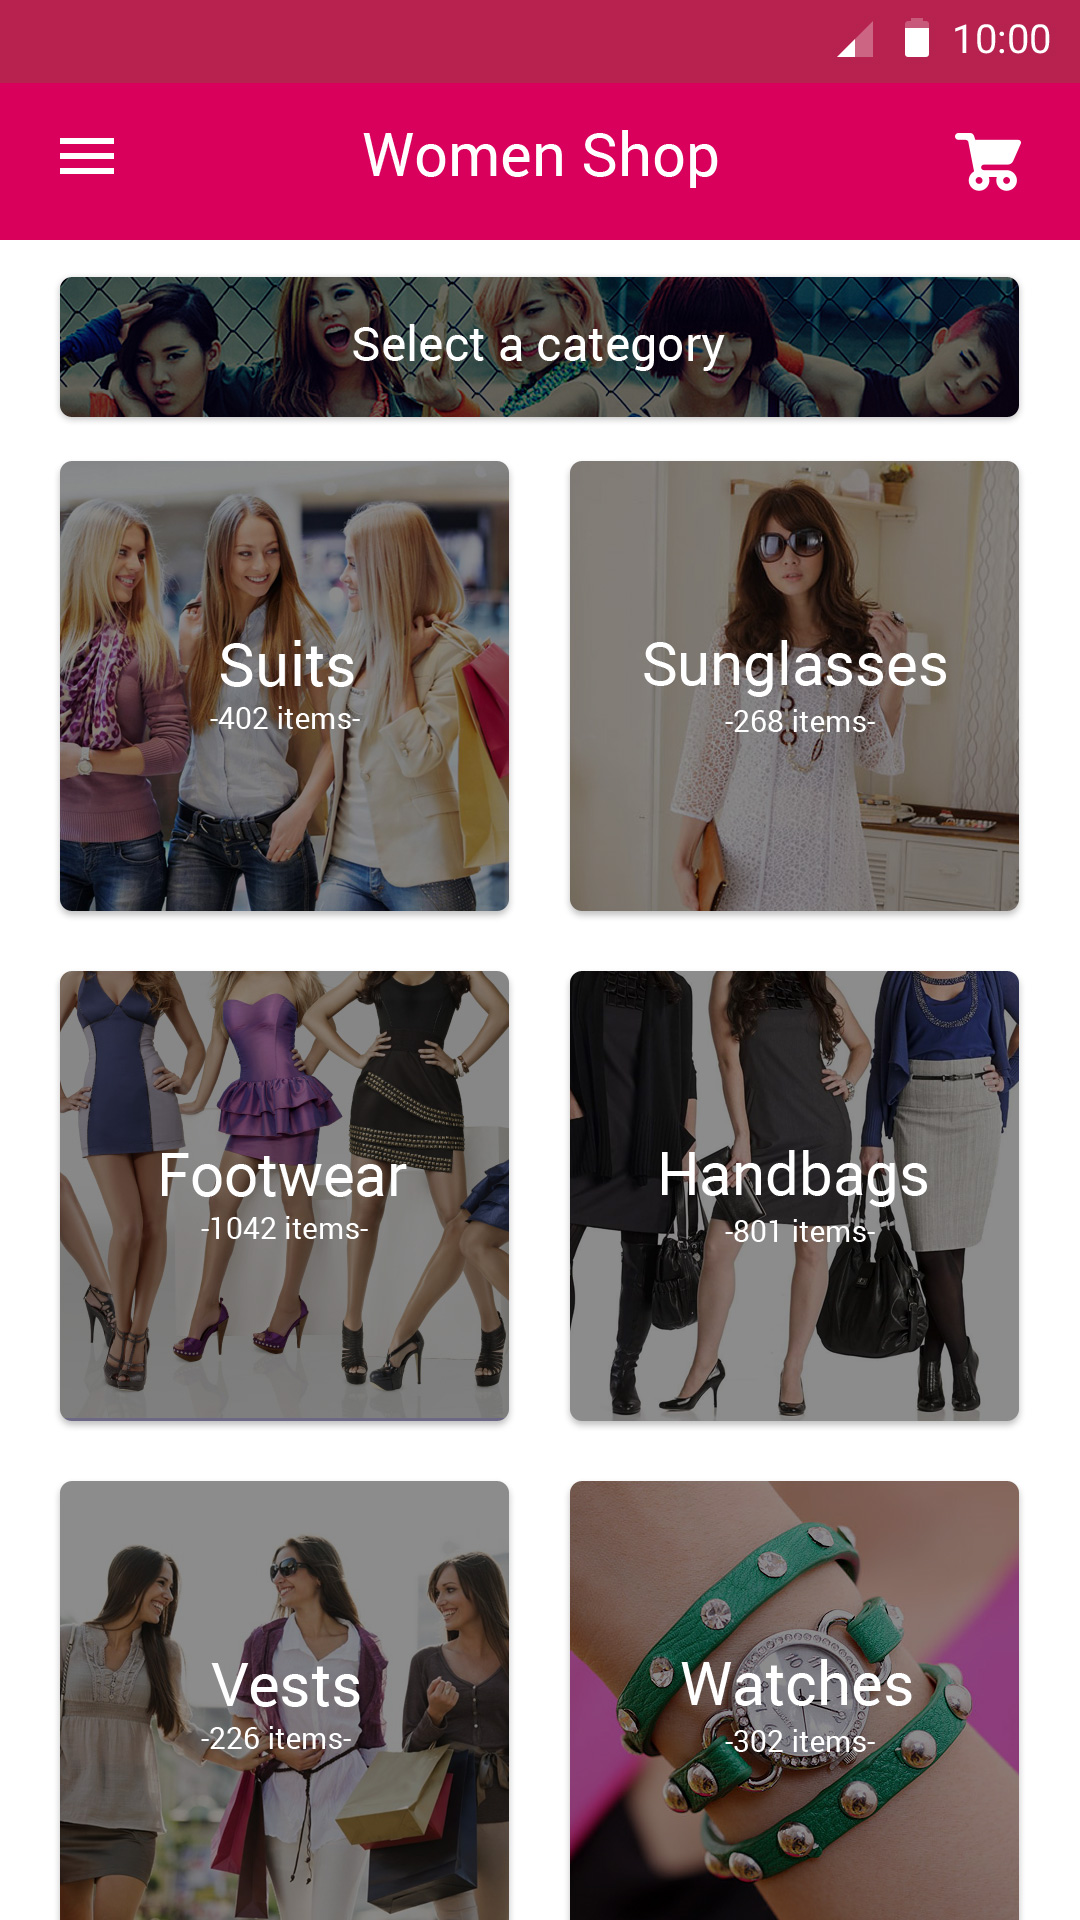 10:00
Women Shop
Select a category
Suits
-402 items-
Sunglasses
-268 items-
Footwear
-1042 items-
Handbags
-801 items-
Vests
-226 items-
Watches
-302 items-